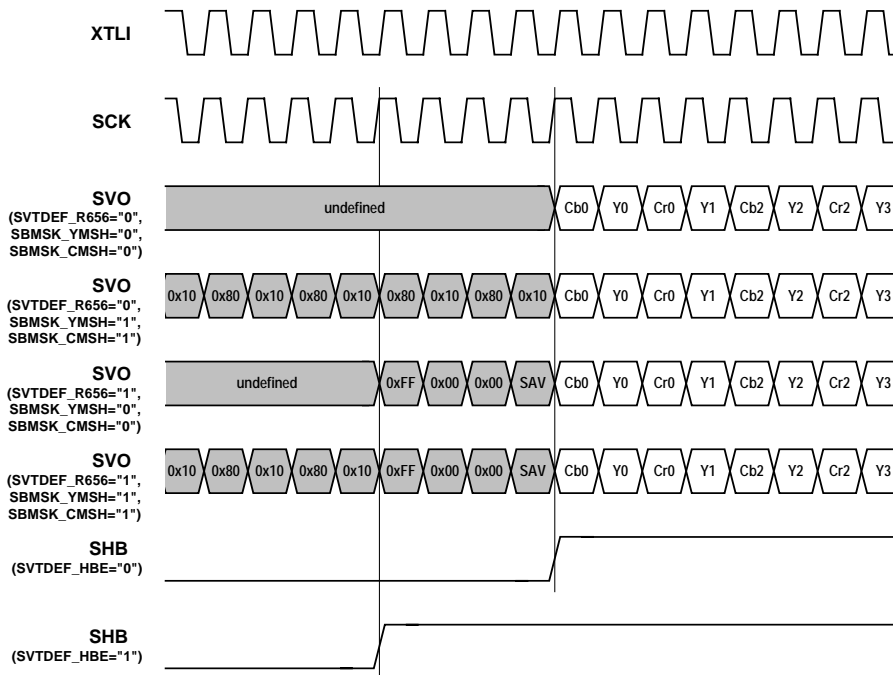 XTLI
SCK
SVO
(SVTDEF_R656="0",
SBMSK_YMSH="0",
SBMSK_CMSH="0")
undefined Cb0 Y0 Cr0 Y1 Cb2 Y2 Cr2 Y3
SVO
(SVTDEF_R656="0",
SBMSK_YMSH="1",
SBMSK_CMSH="1")
0x10 0x80 0x10 0x80 0x10 0x80 0x10 0x80 0x10 Cb0 Y0 Cr0 Y1 Cb2 Y2 Cr2 Y3
SVO
(SVTDEF_R656="1",
SBMSK_YMSH="0",
SBMSK_CMSH="0")
undefined 0xFF 0x00 0x00 SAV Cb0 Y0 Cr0 Y1 Cb2 Y2 Cr2 Y3
SVO
(SVTDEF_R656="1",
SBMSK_YMSH="1",
SBMSK_CMSH="1")
0x10 0x80 0x10 0x80 0x10 0xFF 0x00 0x00 SAV Cb0 Y0 Cr0 Y1 Cb2 Y2 Cr2 Y3
SHB
(SVTDEF_HBE="0")
SHB
(SVTDEF_HBE="1")